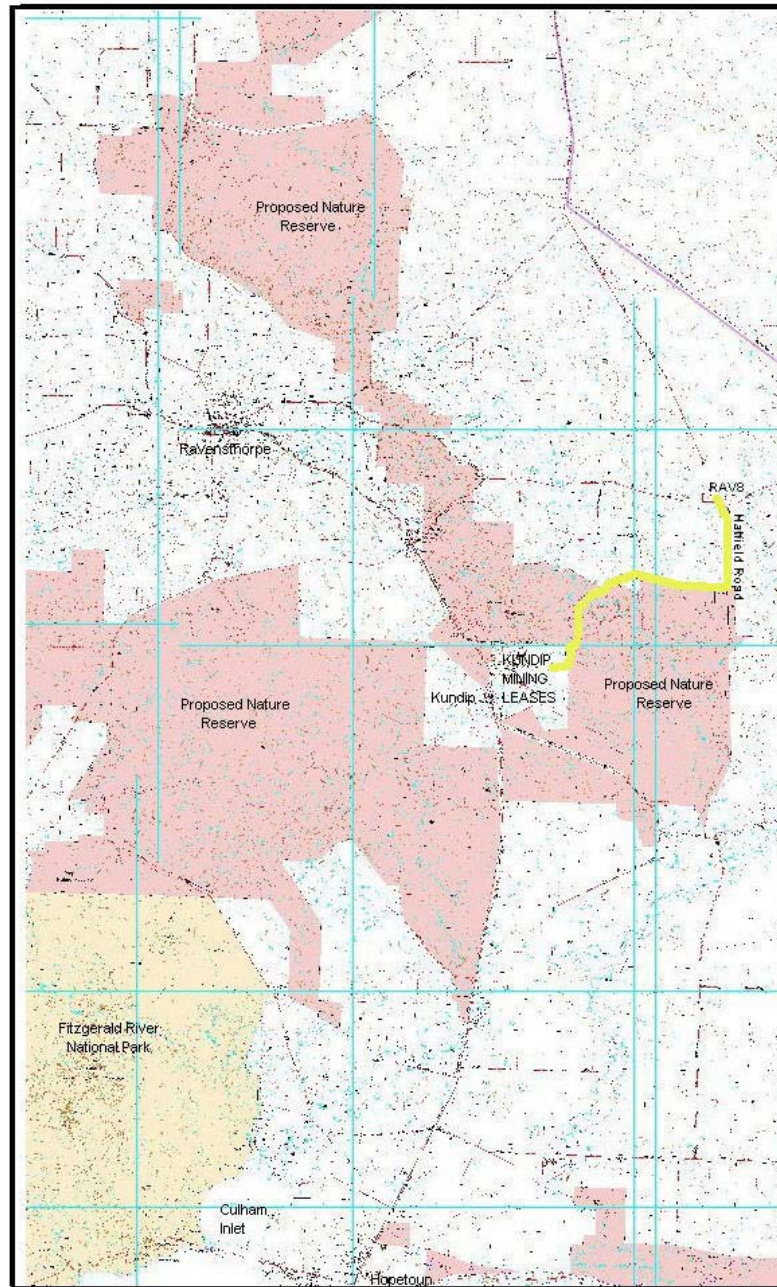 Proposed Nature
Reserve
Ravensthorpe
RAV8
Hatfield Road
KUNDIP
MINING
LEASES
Kundip
Proposed Nature
Reserve
Proposed Nature
Reserve
Fitzgerald River
National Park
Culham
Inlet
Hopetoun